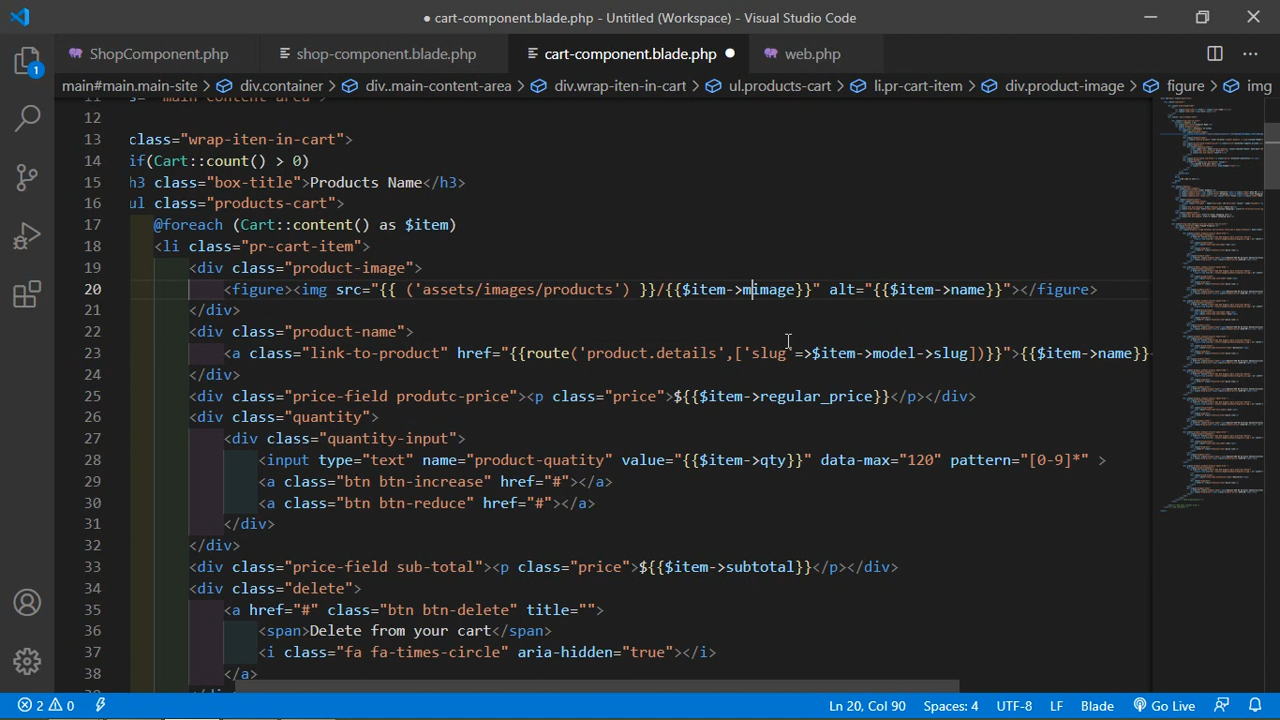 ● cart-component.blade.php - Untitled (Workspace) - Visual Studio Code
ShopComponent.php shop-component.blade.php cart-component.blade.php web.php
1
main#main.main-site > div.container > div..main-content-area > div.wrap-iten-in-cart > ul.products-cart > li.pr-cart-item > div.product-image > figure > img
12
13 class="wrap-iten-in-cart">
14 if(Cart::count() > 0)
15 h3 class="box-title">Products Name</h3>
16 ul class="products-cart">
17 @foreach (Cart::content() as $item)
18 <li class="pr-cart-item">
19 <div class="product-image">
20 <figure><img src="{{ ('assets/images/products') }}/{{$item->mimage}}" alt="{{$item->name}}"></figure>
21 </div>
22 <div class="product-name">
23 <a class="link-to-product" href="{{route('product.details',['slug'=>$item->model->slug])}}">{{$item->name}}
24 </div>
25 <div class="price-field produtc-price"><p class="price">${{$item->regular_price}}</p></div>
26 <div class="quantity">
27 <div class="quantity-input">
28 <input type="text" name="product-quatity" value="{{$item->qty}}" data-max="120" pattern="[0-9]*" >
29 <a class="btn btn-increase" href="#"></a>
30 <a class="btn btn-reduce" href="#"></a>
31 </div>
32 </div>
33 <div class="price-field sub-total"><p class="price">${{$item->subtotal}}</p></div>
34 <div class="delete">
35 <a href="#" class="btn btn-delete" title="">
36 <span>Delete from your cart</span>
37 <i class="fa fa-times-circle" aria-hidden="true"></i>
38 </a>
2 0 Ln 20, Col 90 Spaces: 4 UTF-8 LF Blade Go Live